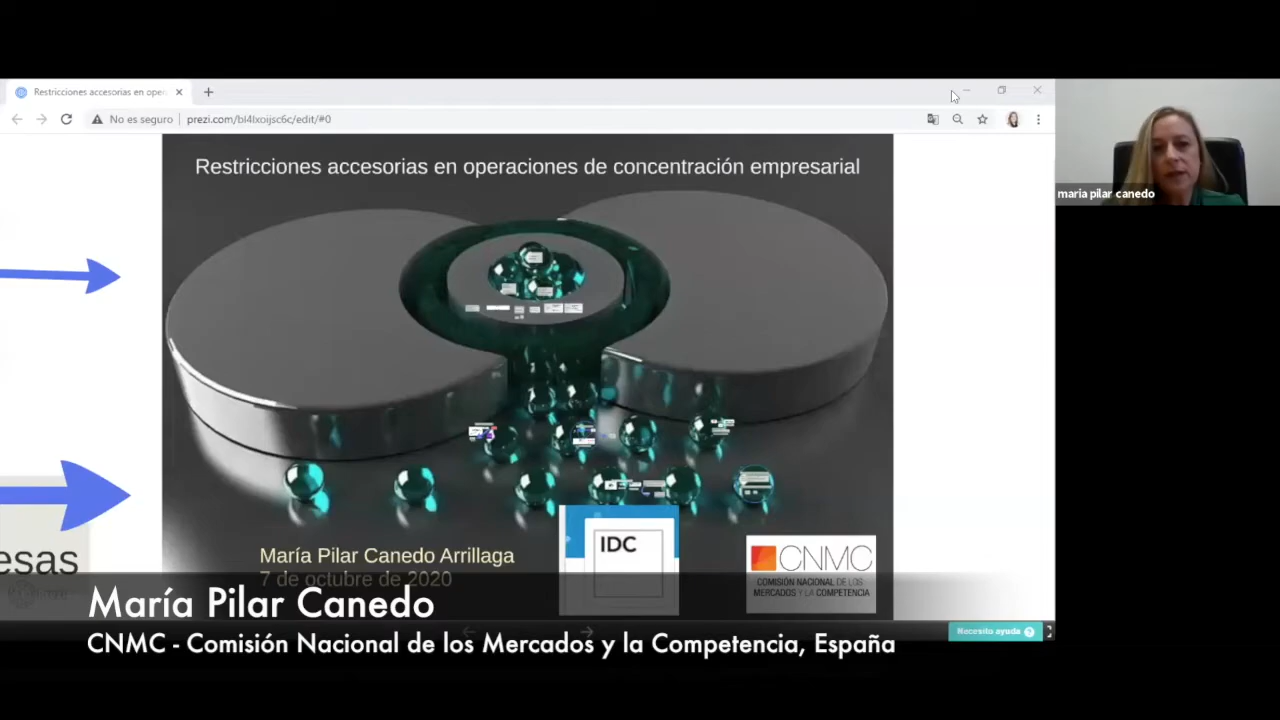 Restricciones accesorias en oper
No es seguro
prezi.com/bl4lxoijsc6c/edit/#0
Restricciones accesorias en operaciones de concentración empresarial
maria pilar canedo
esas
María Pilar Canedo Arrillaga
7 de octubre de 2020
IDC
CNMC
COMISIÓN NACIONAL DE LOS
MERCADOS Y LA COMPETENCIA
María Pilar Canedo
CNMC - Comisión Nacional de los Mercados y la Competencia, España
Necesito ayuda